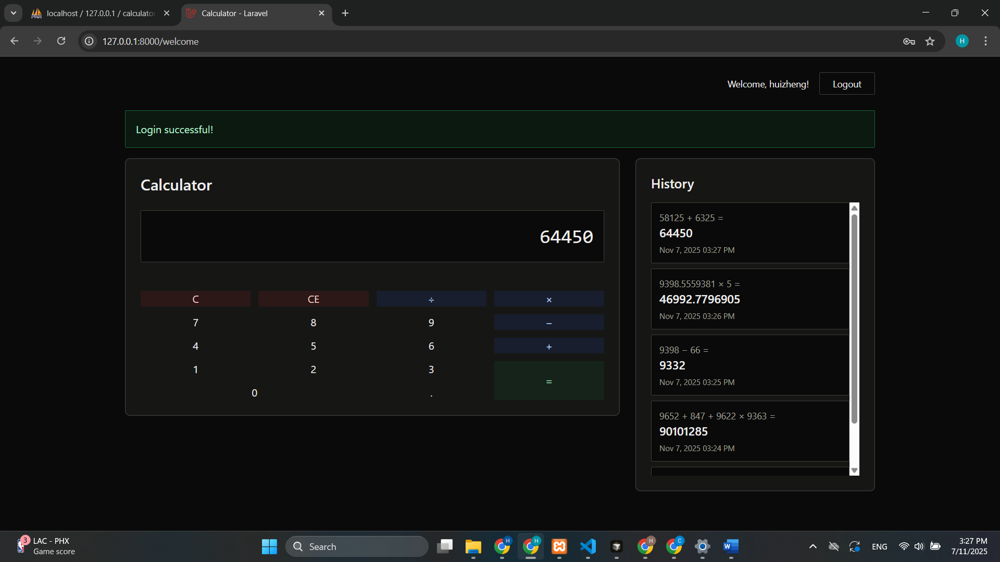 localhost / 127.0.0.1 / calculator
Calculator - Laravel
127.0.0.1:8000/welcome
H
Welcome, huizheng!
Logout
Login successful!
Calculator
64450
C CE ÷ ×
7 8 9 −
4 5 6 +
1 2 3
=
0 .
History
58125 + 6325 =
64450
Nov 7, 2025 03:27 PM
9398.5559381 × 5 =
46992.7796905
Nov 7, 2025 03:26 PM
9398 − 66 =
9332
Nov 7, 2025 03:25 PM
9652 + 847 + 9622 × 9363 =
90101285
Nov 7, 2025 03:24 PM
3
LAC - PHX
Game score
Search
H
H
H
C
W
ENG
3:27 PM
7/11/2025